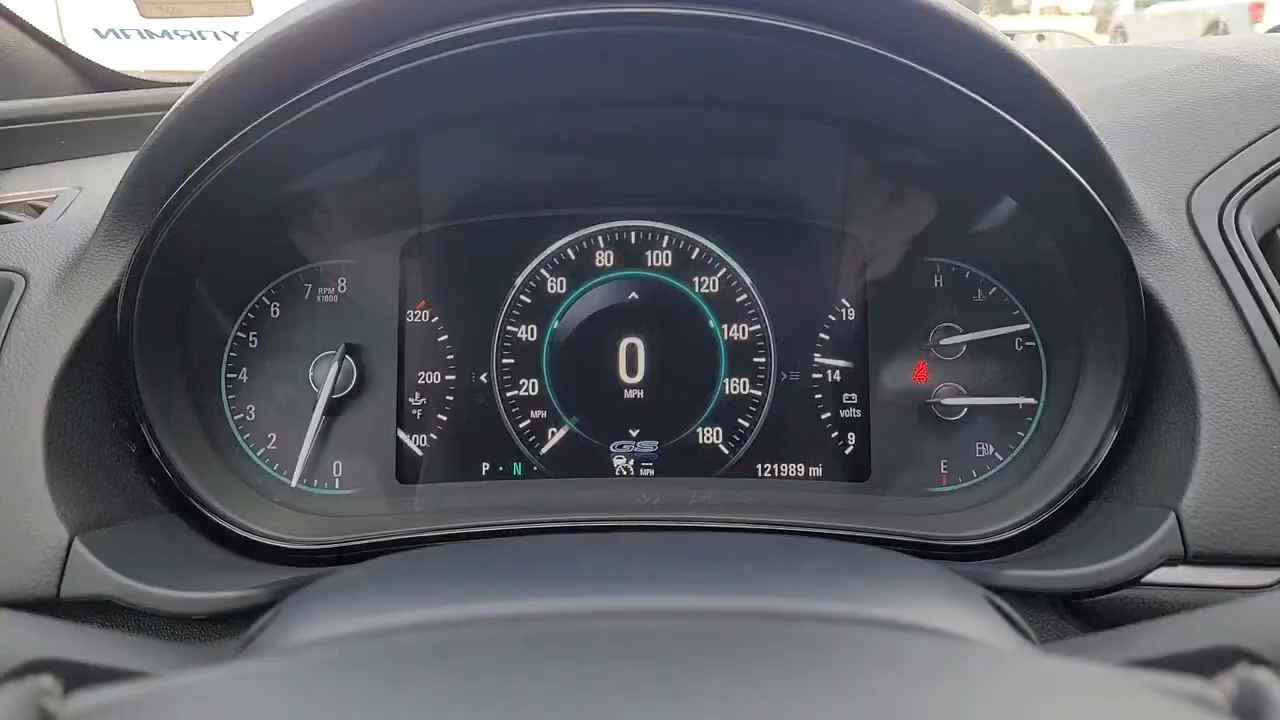 7 RPM 8
X1000
6
5
4
3
2
0
320
200
°F
100
80 100
60 120
40 140
20 160
MPH
0 180
0
MPH
GS
--- MPH
P · N ·
121989 mi
19
14
volts
9
H
C
F
E